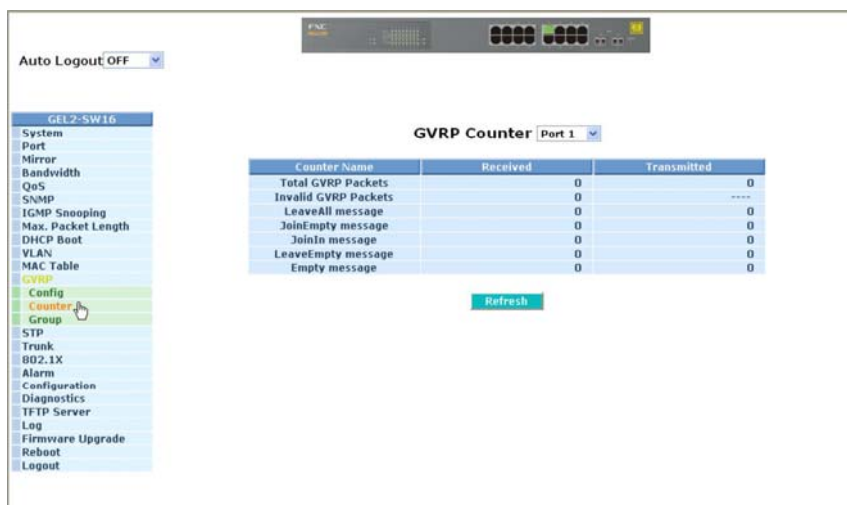 FXC
Auto Logout OFF
GEL2-SW16
System
Port
Mirror
Bandwidth
QoS
SNMP
IGMP Snooping
Max. Packet Length
DHCP Boot
VLAN
MAC Table
GVRP
Config
Counter
Group
STP
Trunk
802.1X
Alarm
Configuration
Diagnostics
TFTP Server
Log
Firmware Upgrade
Reboot
Logout
GVRP Counter Port 1
Counter Name Received Transmitted
Total GVRP Packets 0 0
Invalid GVRP Packets 0 ----
LeaveAll message 0 0
JoinEmpty message 0 0
JoinIn message 0 0
LeaveEmpty message 0 0
Empty message 0 0
Refresh